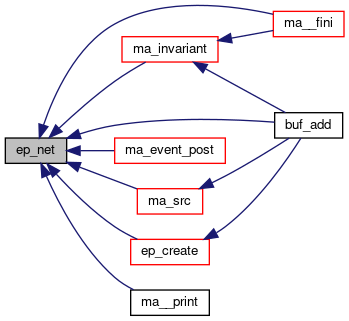 ma__fini
ma_invariant
buf_add
ep_net
ma_event_post
ma_src
ep_create
ma__print